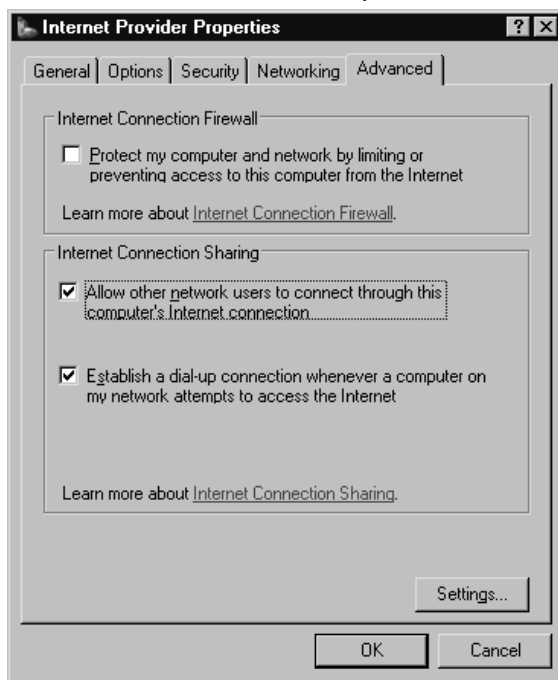 Internet Provider Properties
General Options Security Networking Advanced
Internet Connection Firewall
Protect my computer and network by limiting or
preventing access to this computer from the Internet
Learn more about Internet Connection Firewall.
Internet Connection Sharing
Allow other network users to connect through this
computer's Internet connection
Establish a dial-up connection whenever a computer on
my network attempts to access the Internet
Learn more about Internet Connection Sharing.
Settings...
OK Cancel